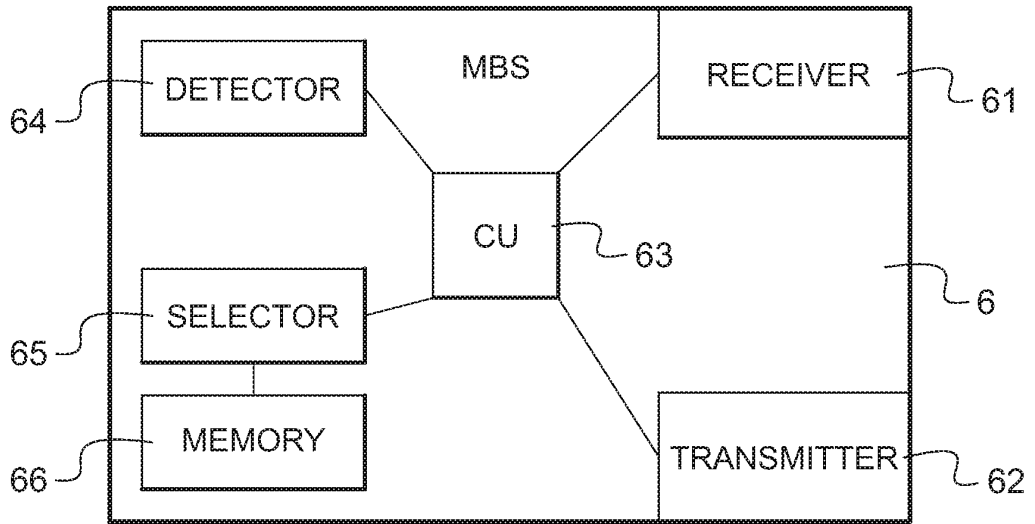 MBS
DETECTOR
64
RECEIVER
61
CU
63
6
SELECTOR
65
MEMORY
66
TRANSMITTER
62